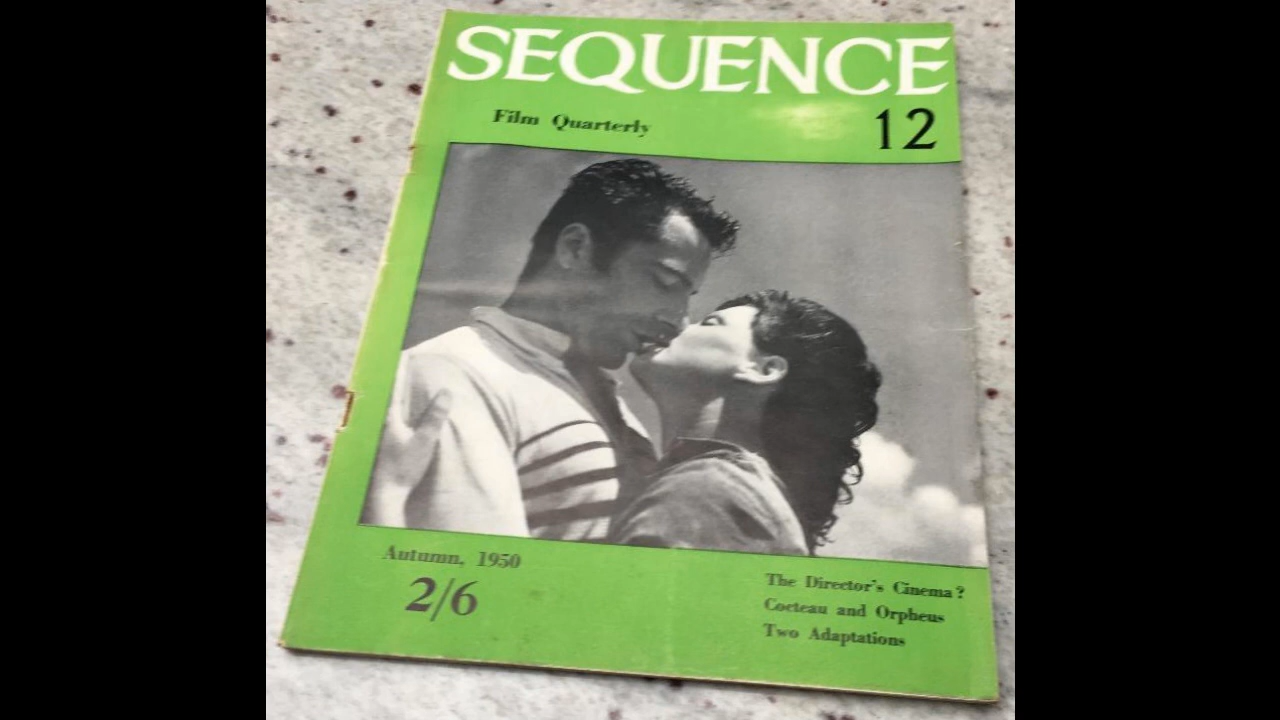 SEQUENCE
Film Quarterly
12
Autumn, 1950
2/6
The Director's Cinema?
Cocteau and Orpheus
Two Adaptations